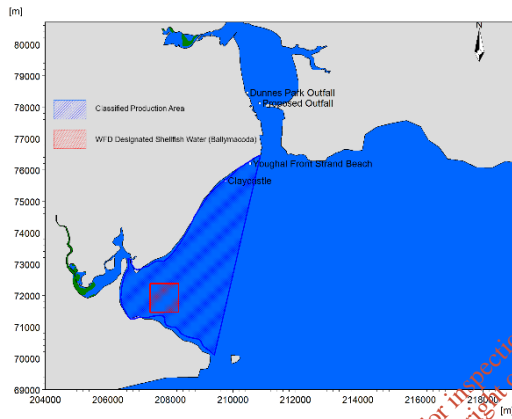 [m]
N
80000
79000
78000
77000
76000
75000
74000
73000
72000
71000
70000
69000
Dunnes Park Outfall
Proposed Outfall
Classified Production Area
WFD Designated Shellfish Water (Ballymacoda)
Youghal Front Strand Beach
Claycastle
For inspection
right o
204000 206000 208000 210000 212000 214000 216000 218000
[m]